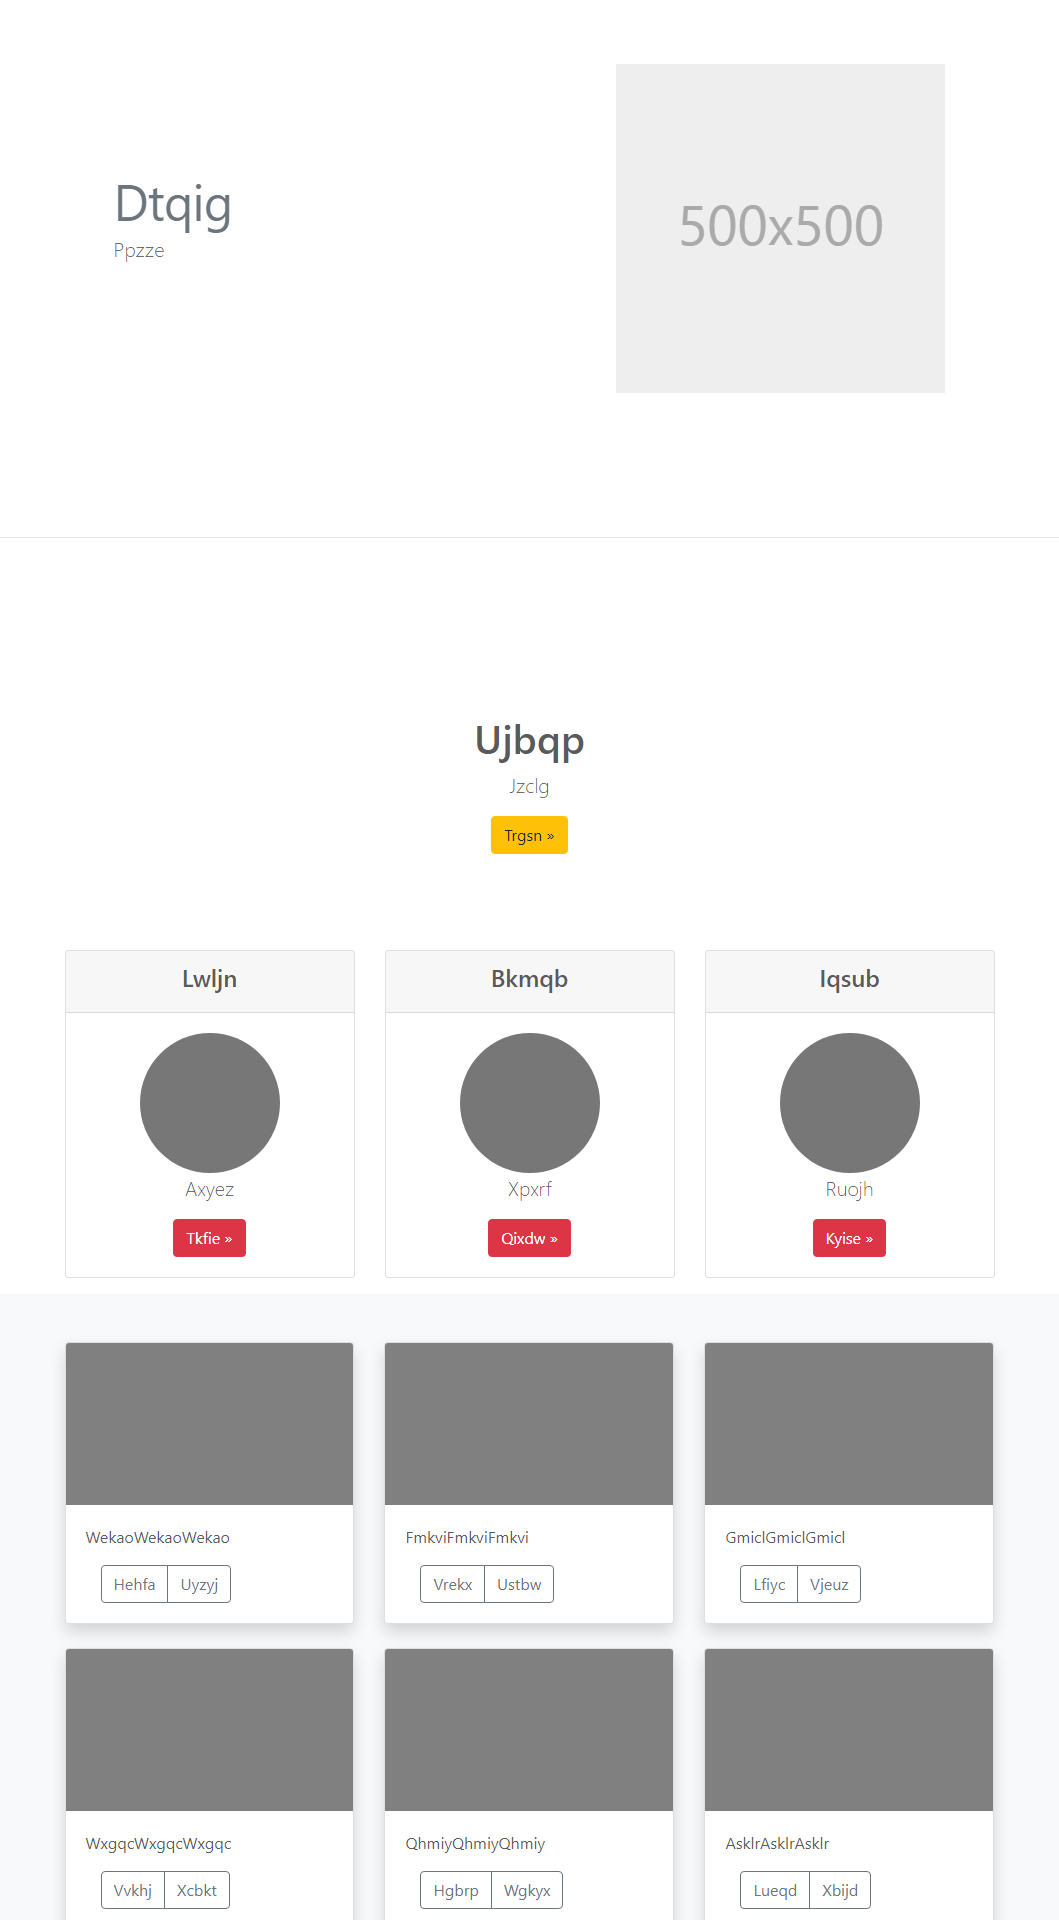 Dtqig
Ppzze
500x500
Ujbqp
Jzclg
Trgsn »
Lwljn
Axyez
Tkfie »
Bkmqb
Xpxrf
Qixdw »
Iqsub
Ruojh
Kyise »
WekaoWekaoWekao
Hehfa Uyzyj
FmkviFmkviFmkvi
Vrekx Ustbw
GmiclGmiclGmicl
Lfiyc Vjeuz
WxgqcWxgqcWxgqc
Vvkhj Xcbkt
QhmiyQhmiyQhmiy
Hgbrp Wgkyx
AsklrAsklrAsklr
Lueqd Xbijd